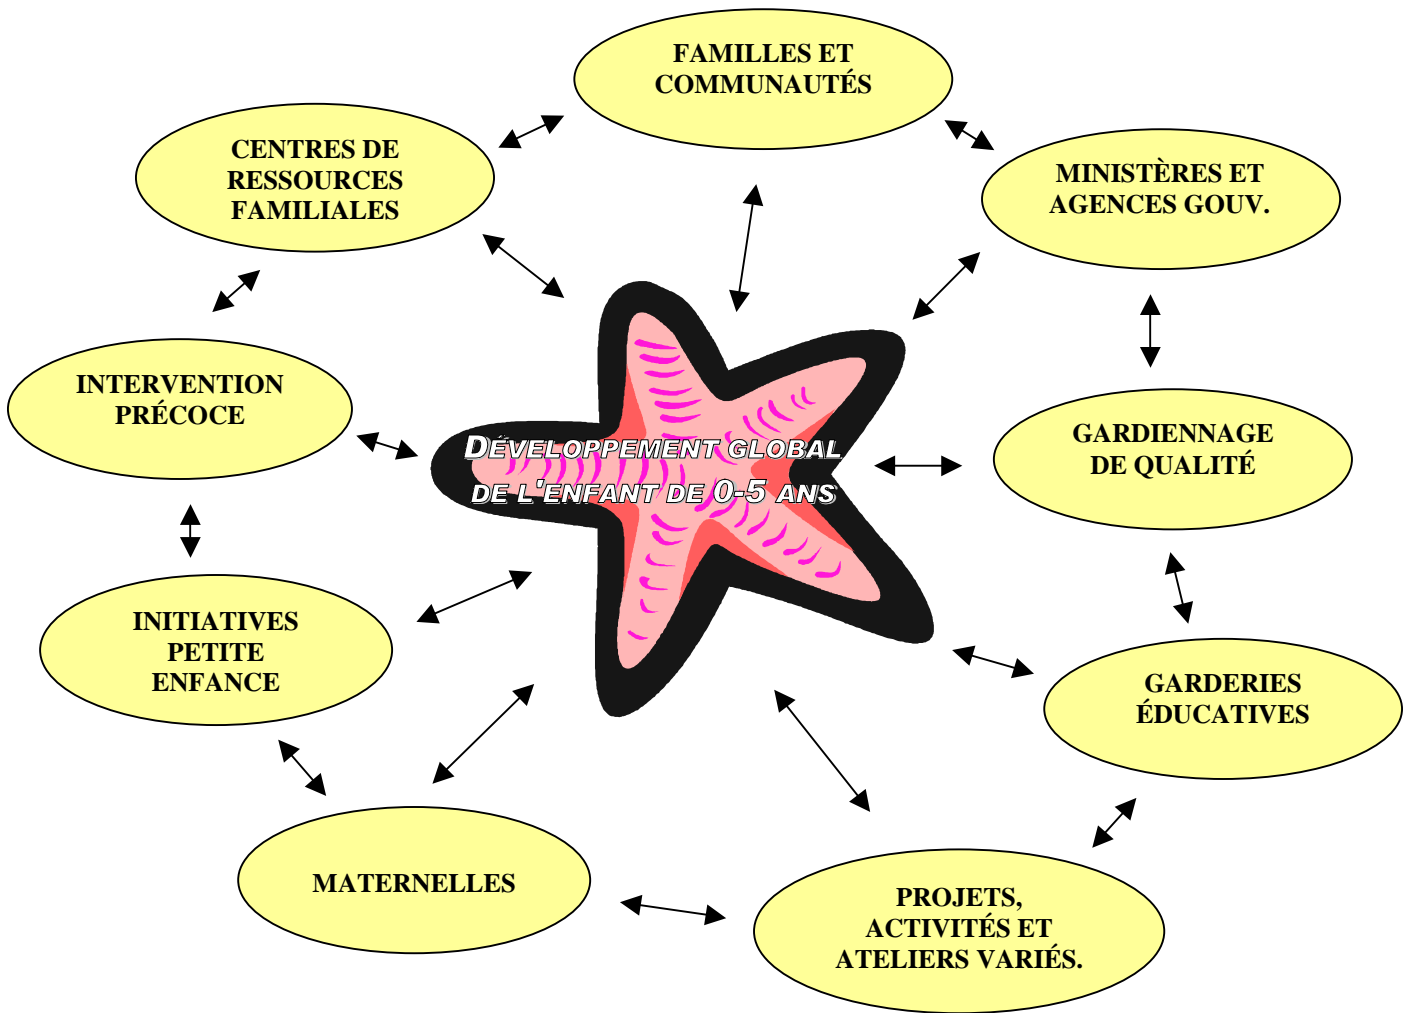 FAMILLES ET
COMMUNAUTÉS
CENTRES DE
RESSOURCES
FAMILIALES
MINISTÈRES ET
AGENCES GOUV.
INTERVENTION
PRÉCOCE
DÉVELOPPEMENT GLOBAL
DE L'ENFANT DE 0-5 ANS
GARDIENNAGE
DE QUALITÉ
INITIATIVES
PETITE
ENFANCE
GARDERIES
ÉDUCATIVES
MATERNELLES
PROJETS,
ACTIVITÉS ET
ATELIERS VARIÉS.